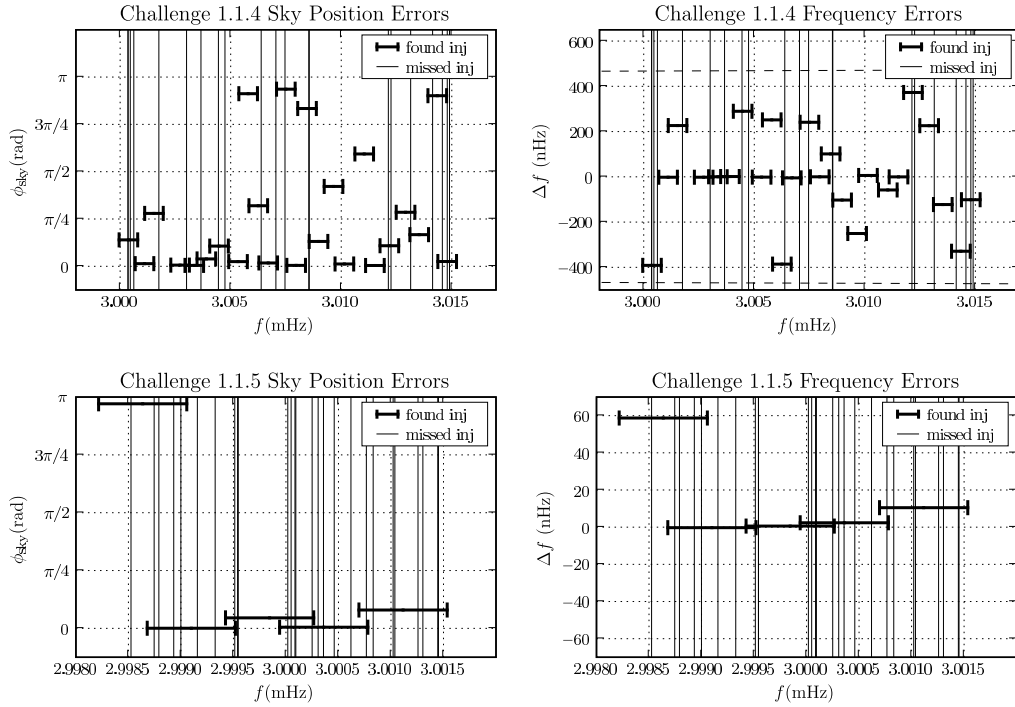 Challenge 1.1.4 Sky Position Errors
found inj
missed inj
π
3π/4
π/2
π/4
0
ϕsky(rad)
3.000
3.005
3.010
3.015
f(mHz)
Challenge 1.1.4 Frequency Errors
found inj
missed inj
600
400
200
0
−200
−400
Δf (nHz)
3.000
3.005
3.010
3.015
f(mHz)
Challenge 1.1.5 Sky Position Errors
found inj
missed inj
π
3π/4
π/2
π/4
0
ϕsky(rad)
2.9980
2.9985
2.9990
2.9995
3.0000
3.0005
3.0010
3.0015
f(mHz)
Challenge 1.1.5 Frequency Errors
found inj
missed inj
60
40
20
0
−20
−40
−60
Δf (nHz)
2.9980
2.9985
2.9990
2.9995
3.0000
3.0005
3.0010
3.0015
f(mHz)